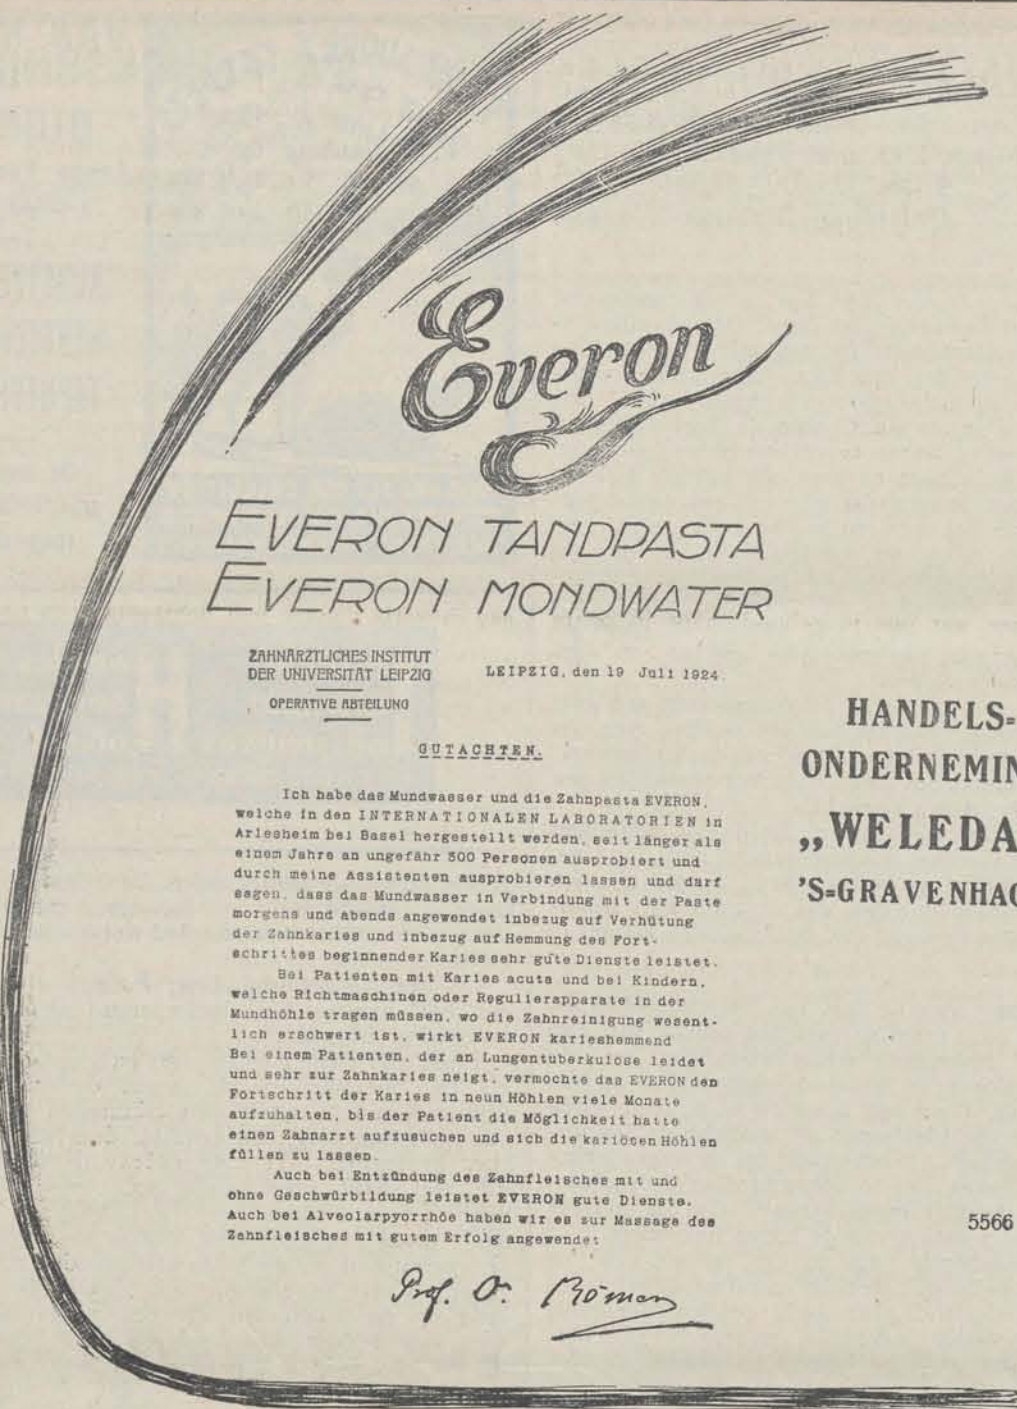 Everon
EVERON TANDPASTA
EVERON MONDWATER
ZAHNÄRZTLICHES INSTITUT
DER UNIVERSITÄT LEIPZIG
OPERATIVE ABTEILUNG
LEIPZIG, den 19 Juli 1924.
GUTACHTEN.
Ich habe das Mundwasser und die Zahnpasta EVERON,
welche in den INTERNATIONALEN LABORATORIEN in
Arlesheim bei Basel hergestellt werden, seit länger als
einem Jahre an ungefähr 300 Personen ausprobiert und
durch meine Assistenten ausprobieren lassen und darf
sagen, dass das Mundwasser in Verbindung mit der Paste
morgens und abends angewendet inbezug auf Verhütung
der Zahnkaries und inbezug auf Hemmung des Fort-
schrittes beginnender Karies sehr gute Dienste leistet.
Bei Patienten mit Karies acuta und bei Kindern,
welche Richtmaschinen oder Regulierapparate in der
Mundhöhle tragen müssen, wo die Zahnreinigung wesent-
lich erschwert ist, wirkt EVERON karieshemmend
Bei einem Patienten, der an Lungentuberkulose leidet
und sehr zur Zahnkaries neigt, vermochte das EVERON den
Fortschritt der Karies in neun Höhlen viele Monate
aufzuhalten, bis der Patient die Möglichkeit hatte
einen Zahnarzt aufzusuchen und sich die kariösen Höhlen
füllen zu lassen.
Auch bei Entzündung des Zahnfleisches mit und
ohne Geschwürbildung leistet EVERON gute Dienste.
Auch bei Alveolarpyorrhöe haben wir es zur Massage des
Zahnfleisches mit gutem Erfolg angewendet
Prof. Dr. Römer
HANDELS-
ONDERNEMIN
„WELEDA
'S-GRAVENHAG
5566